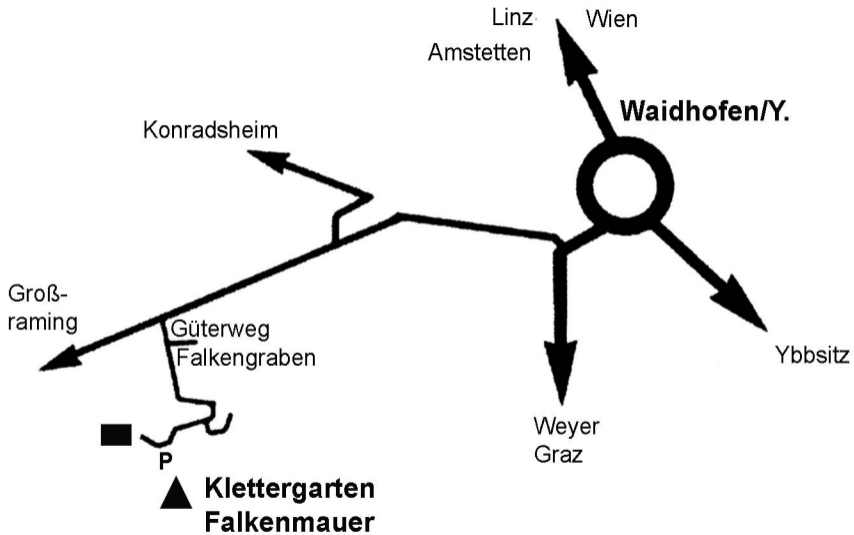 Linz Wien
Amstetten
Waidhofen/Y.
Konradsheim
Groß-
raming
Güterweg
Falkengraben
Ybbsitz
Weyer
Graz
P
Klettergarten
Falkenmauer